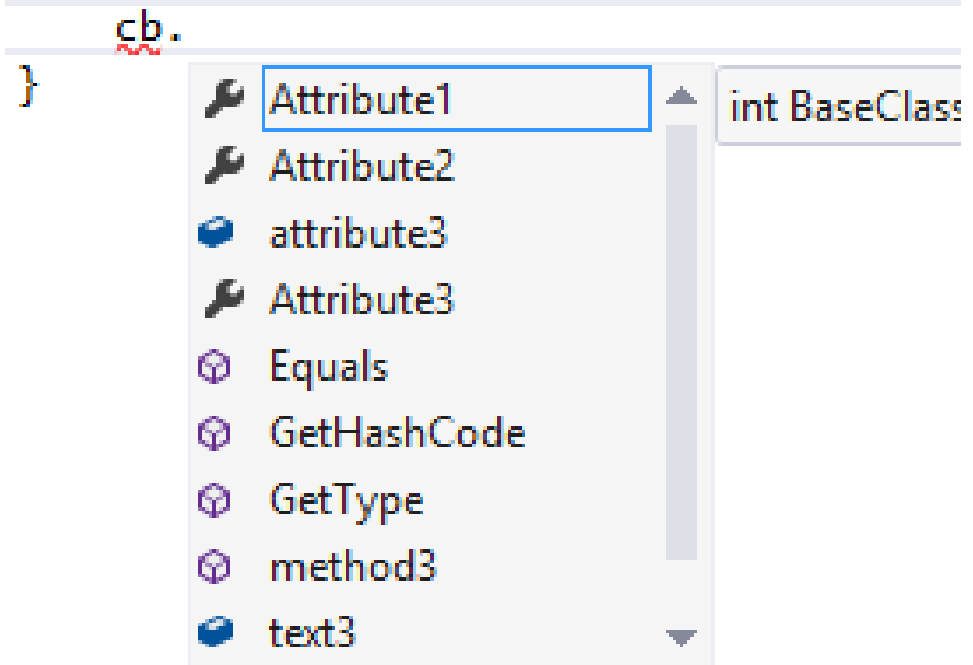 cb.
}
Attribute1
int BaseClass
Attribute2
attribute3
Attribute3
Equals
GetHashCode
GetType
method3
text3